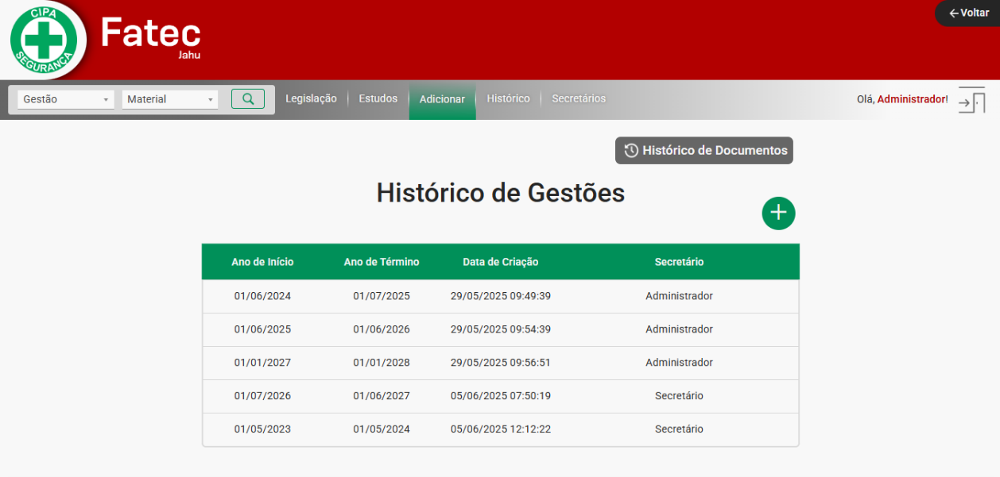 CIPA
SEGURANÇA
Fatec
Jahu
Voltar
Gestão Material Legislação Estudos Adicionar Histórico Secretários Olá, Administrador!
Histórico de Documentos
Histórico de Gestões
Ano de Início Ano de Término Data de Criação Secretário
01/06/2024 01/07/2025 29/05/2025 09:49:39 Administrador
01/06/2025 01/06/2026 29/05/2025 09:54:39 Administrador
01/01/2027 01/01/2028 29/05/2025 09:56:51 Administrador
01/07/2026 01/06/2027 05/06/2025 07:50:19 Secretário
01/05/2023 01/05/2024 05/06/2025 12:12:22 Secretário